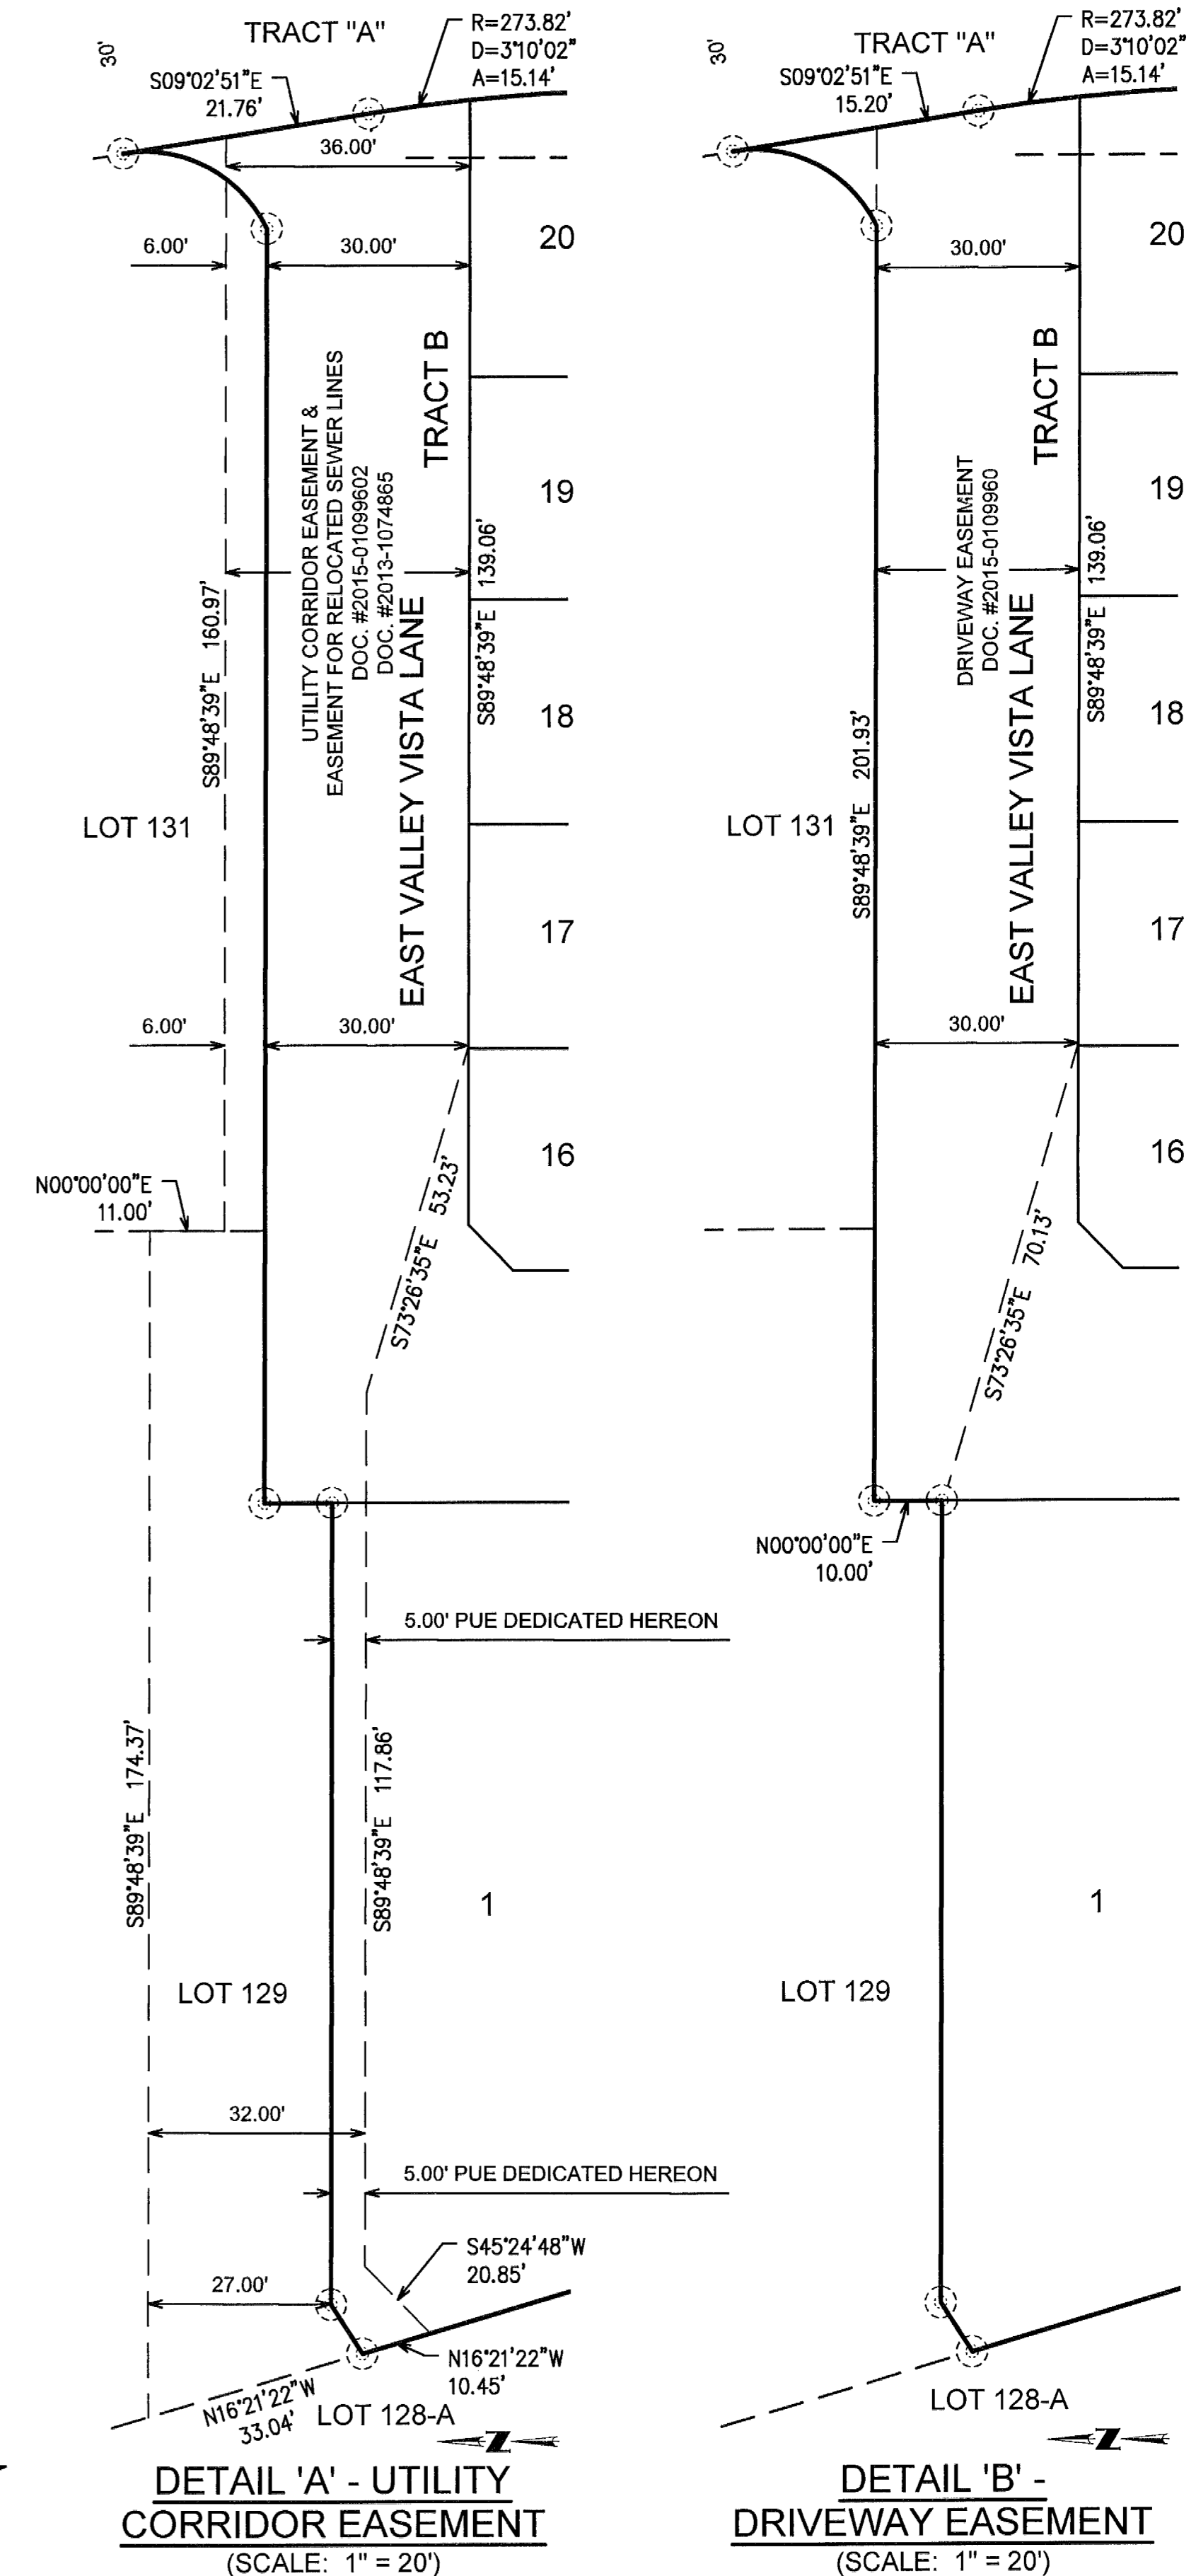 30'
TRACT "A"
R=273.82'
D=3°10'02"
A=15.14'
S09°02'51"E
21.76'
36.00'
6.00'
30.00'
20
TRACT B
UTILITY CORRIDOR EASEMENT &
EASEMENT FOR RELOCATED SEWER LINES
DOC. #2015-01099602
DOC. #2013-1074865
19
S89°48'39"E 139.06'
S89°48'39"E 160.97'
EAST VALLEY VISTA LANE
18
LOT 131
17
6.00'
30.00'
16
N00°00'00"E
11.00'
S73°26'35"E 53.23'
5.00' PUE DEDICATED HEREON
S89°48'39"E 174.37'
S89°48'39"E 117.86'
1
LOT 129
32.00'
5.00' PUE DEDICATED HEREON
S45°24'48"W
20.85'
27.00'
N16°21'22"W
10.45'
N16°21'22"W
33.04'
LOT 128-A
Z
DETAIL 'A' - UTILITY
CORRIDOR EASEMENT
(SCALE: 1" = 20')
30'
TRACT "A"
R=273.82'
D=3°10'02"
A=15.14'
S09°02'51"E
15.20'
30.00'
20
TRACT B
DRIVEWAY EASEMENT
DOC. #2015-0109960
19
S89°48'39"E 139.06'
EAST VALLEY VISTA LANE
18
S89°48'39"E 201.93'
LOT 131
17
30.00'
16
S73°26'35"E 70.13'
N00°00'00"E
10.00'
1
LOT 129
LOT 128-A
Z
DETAIL 'B' -
DRIVEWAY EASEMENT
(SCALE: 1" = 20')